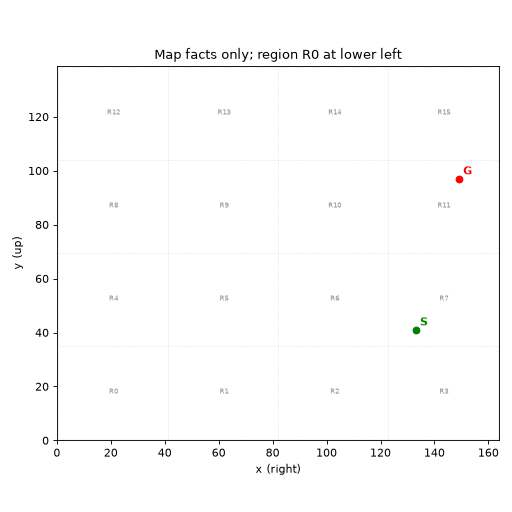 Map facts only; region R0 at lower left
y (up)
120
100
80
60
40
20
0
R12 R13 R14 R15
G
R8 R9 R10 R11
R4 R5 R6 R7
S
R0 R1 R2 R3
0 20 40 60 80 100 120 140 160
x (right)